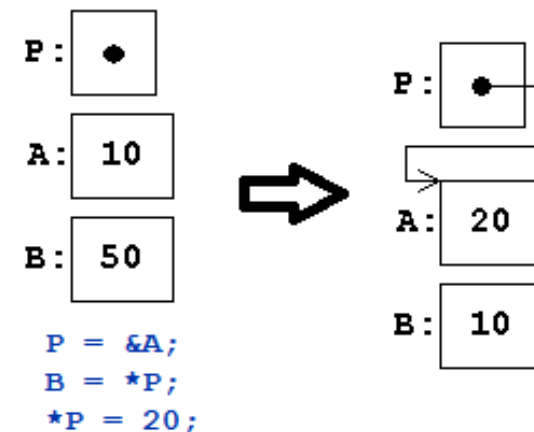 P:
A: 10
B: 50
P = &A;
B = *P;
*P = 20;
P:
A: 20
B: 10